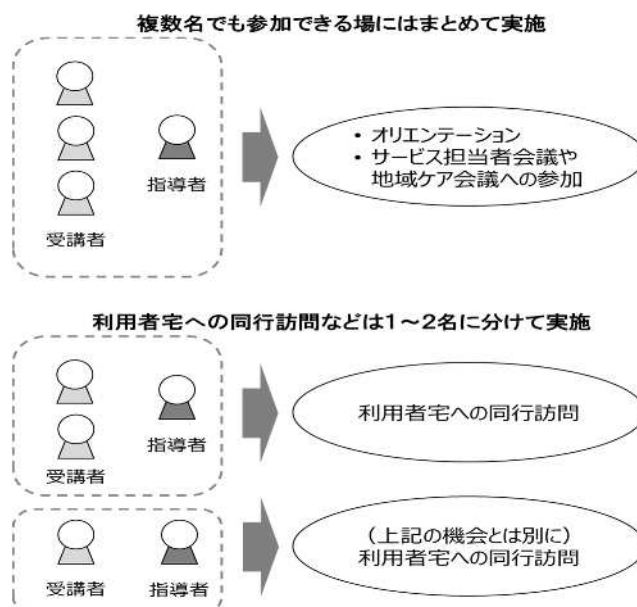 複数名でも参加できる場にはまとめて実施
・オリエンテーション
・サービス担当者会議や
地域ケア会議への参加
指導者
受講者
利用者宅への同行訪問などは1~2名に分けて実施
利用者宅への同行訪問
指導者
受講者
(上記の機会とは別に)
利用者宅への同行訪問
受講者
指導者